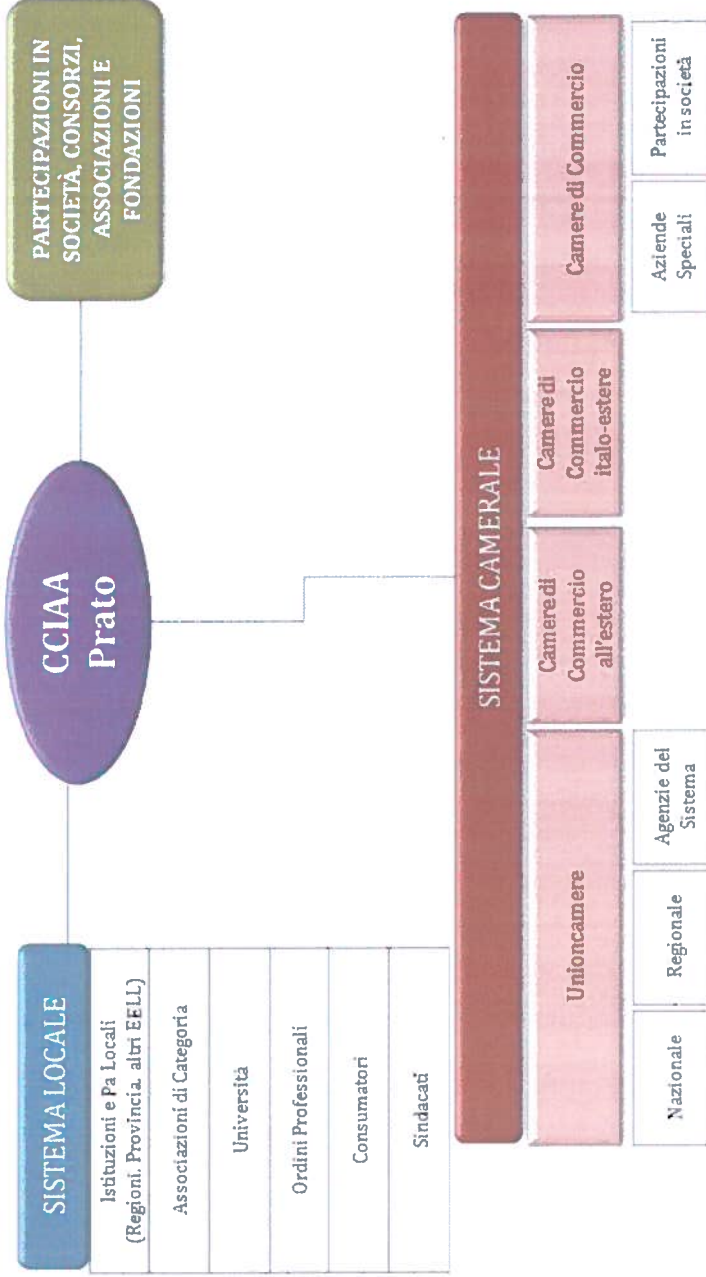 CCIAA
Prato
PARTECIPAZIONI IN
SOCIETÀ, CONSORZI,
ASSOCIAZIONI E
FONDAZIONI
SISTEMA LOCALE
Istituzioni e Pa Locali
(Regioni. Provincia. altri EELL)
Associazioni di Categoria
Università
Ordini Professionali
Consumatori
Sindacati
SISTEMA CAMERALE
Unioncamere
Camere di
Commercio
all'estero
Camere di
Commercio
italo-estere
Camere di Commercio
Nazionale
Regionale
Agenzie del
Sistema
Aziende
Speciali
Partecipazioni
in società